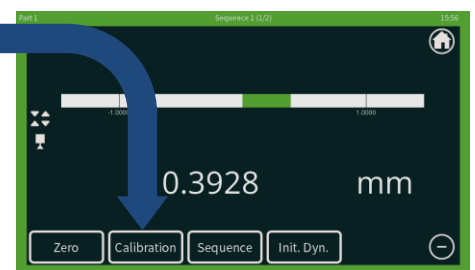 Part 1 Sequence 1 (1/2) 15:56
-1.0000 1.0000
0.3928 mm
Zero Calibration Sequence Init. Dyn.